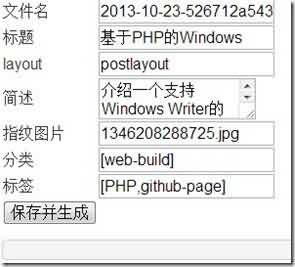 文件名 2013-10-23-526712a543
标题 基于PHP的Windows
layout postlayout
简述 介绍一个支持
Windows Writer的
指纹图片 1346208288725.jpg
分类 [web-build]
标签 [PHP,github-page]
保存并生成